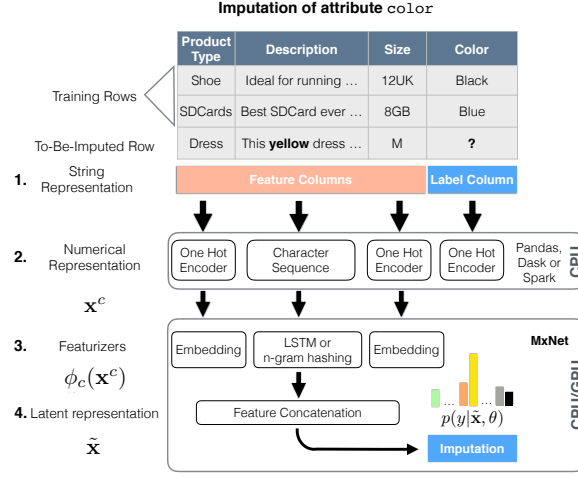 Imputation of attribute color
Product Type Description Size Color
Shoe Ideal for running ... 12UK Black
Training Rows
SDCards Best SDCard ever ... 8GB Blue
To-Be-Imputed Row Dress This yellow dress ... M ?
1. String Representation Feature Columns Label Column
2. Numerical Representation One Hot Encoder Character Sequence One Hot Encoder One Hot Encoder Pandas, Dask or Spark CPU
x^c
MxNet
3. Featurizers Embedding LSTM or n-gram hashing Embedding
ϕ_c(x^c)
CPU/GPU
... ...
4. Latent representation Feature Concatenation p(y|x̃, θ)
x̃ Imputation